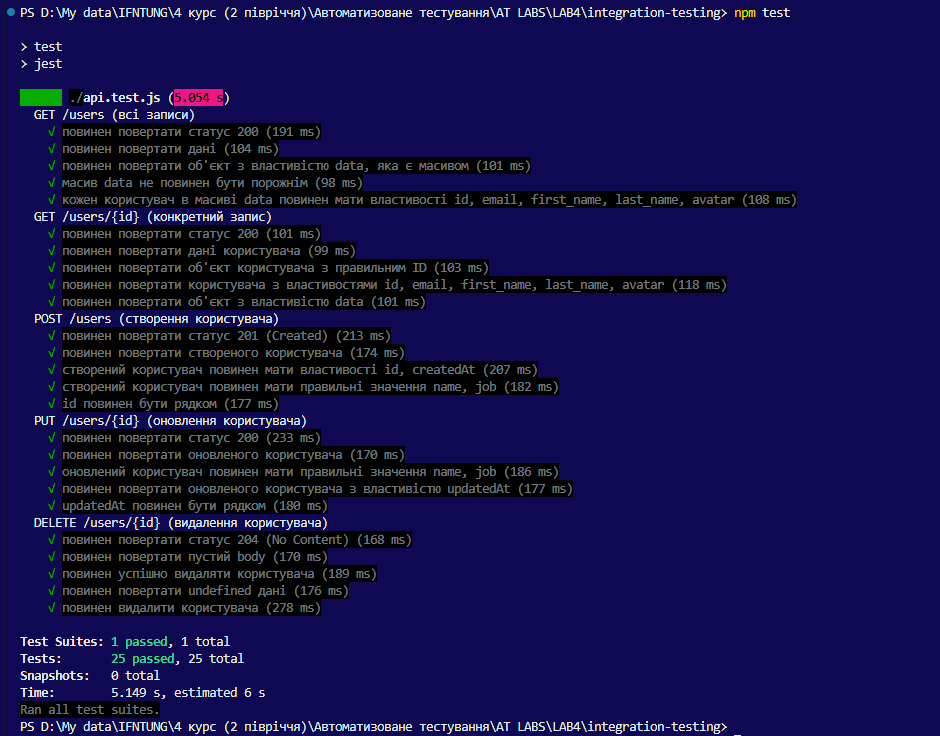 PS D:\My data\IFNTUNG\4 курс (2 півріччя)\Автоматизоване тестування\AT LABS\LAB4\integration-testing> npm test
> test
> jest
./api.test.js (5.054 s)
GET /users (всі записи)
√ повинен повертати статус 200 (191 ms)
√ повинен повертати дані (104 ms)
√ повинен повертати об'єкт з властивістю data, яка є масивом (101 ms)
√ масив data не повинен бути порожнім (98 ms)
√ кожен користувач в масиві data повинен мати властивості id, email, first_name, last_name, avatar (108 ms)
GET /users/{id} (конкретний запис)
√ повинен повертати статус 200 (101 ms)
√ повинен повертати дані користувача (99 ms)
√ повинен повертати об'єкт користувача з правильним ID (103 ms)
√ повинен повертати користувача з властивостями id, email, first_name, last_name, avatar (118 ms)
√ повинен повертати об'єкт з властивістю data (101 ms)
POST /users (створення користувача)
√ повинен повертати статус 201 (Created) (213 ms)
√ повинен повертати створеного користувача (174 ms)
√ створений користувач повинен мати властивості id, createdAt (207 ms)
√ створений користувач повинен мати правильні значення name, job (182 ms)
√ id повинен бути рядком (177 ms)
PUT /users/{id} (оновлення користувача)
√ повинен повертати статус 200 (233 ms)
√ повинен повертати оновленого користувача (170 ms)
√ оновлений користувач повинен мати правильні значення name, job (186 ms)
√ повинен повертати оновленого користувача з властивістю updatedAt (177 ms)
√ updatedAt повинен бути рядком (180 ms)
DELETE /users/{id} (видалення користувача)
√ повинен повертати статус 204 (No Content) (168 ms)
√ повинен повертати пустий body (170 ms)
√ повинен успішно видаляти користувача (189 ms)
√ повинен повертати undefined дані (176 ms)
√ повинен видалити користувача (278 ms)
Test Suites: 1 passed, 1 total
Tests: 25 passed, 25 total
Snapshots: 0 total
Time: 5.149 s, estimated 6 s
Ran all test suites.
PS D:\My data\IFNTUNG\4 курс (2 півріччя)\Автоматизоване тестування\AT LABS\LAB4\integration-testing>